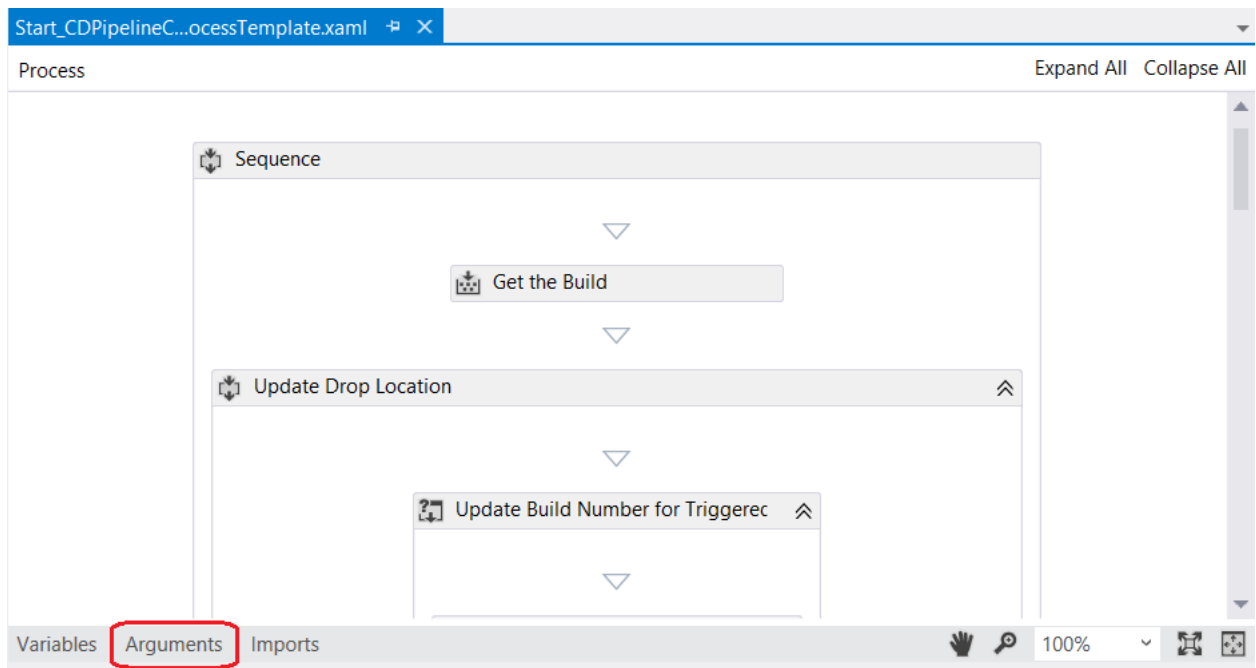 Start_CDPipelineC...ocessTemplate.xaml
Process Expand All Collapse All
Sequence
Get the Build
Update Drop Location
Update Build Number for Triggerec
Variables Arguments Imports 100%